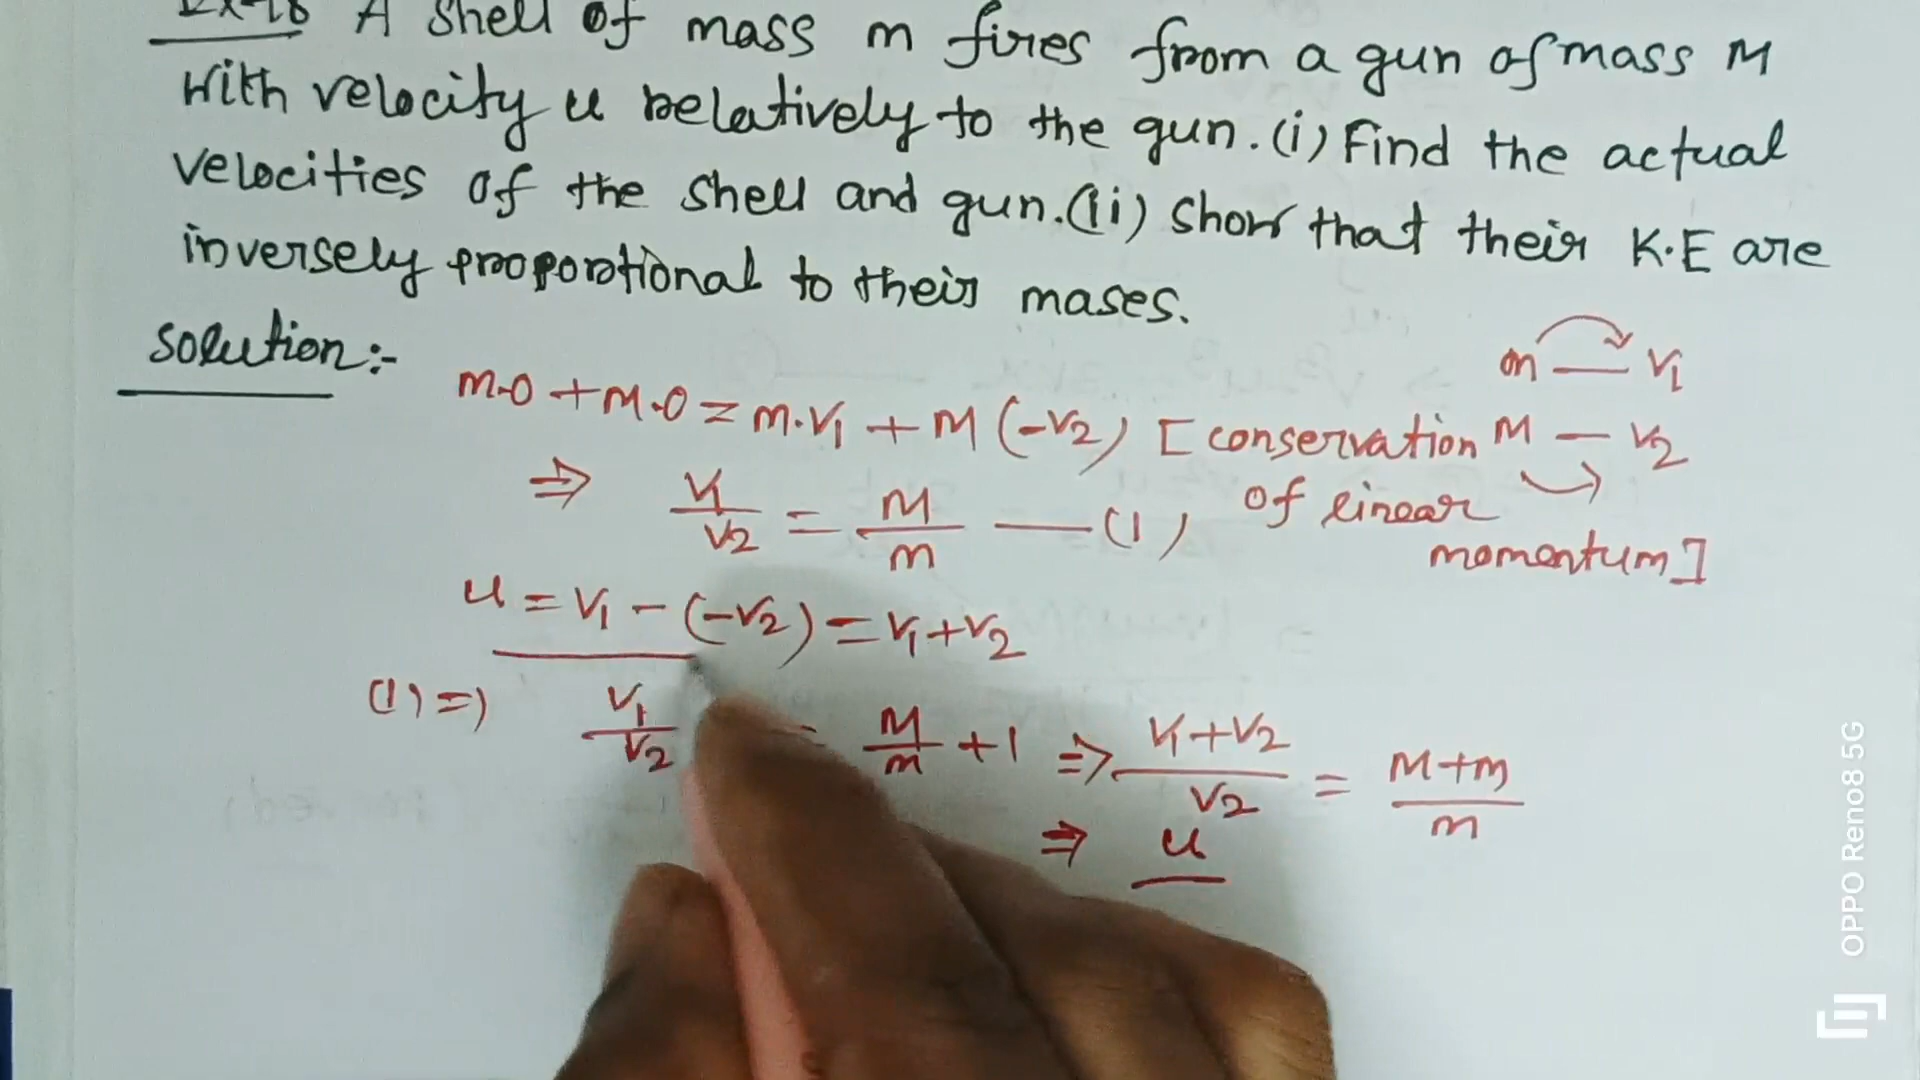 A shell of mass m fires from a gun of mass M
with velocity u relatively to the gun. (i) Find the actual
velocities of the shell and gun. (ii) show that their K.E are
inversely proportional to their mases.
solution:-
m.0 + M.0 = m.v₁ + M (-v₂) [conservation
of linear
momentum]
m — v₁
M — v₂
⇒ v₁/v₂ = M/m — (1)
u = v₁ - (-v₂) = v₁+v₂
(1) =) v₁/v₂ = M/m + 1 ⇒ v₁+v₂/v₂ = M+m/m
⇒ u
OPPO Reno8 5G